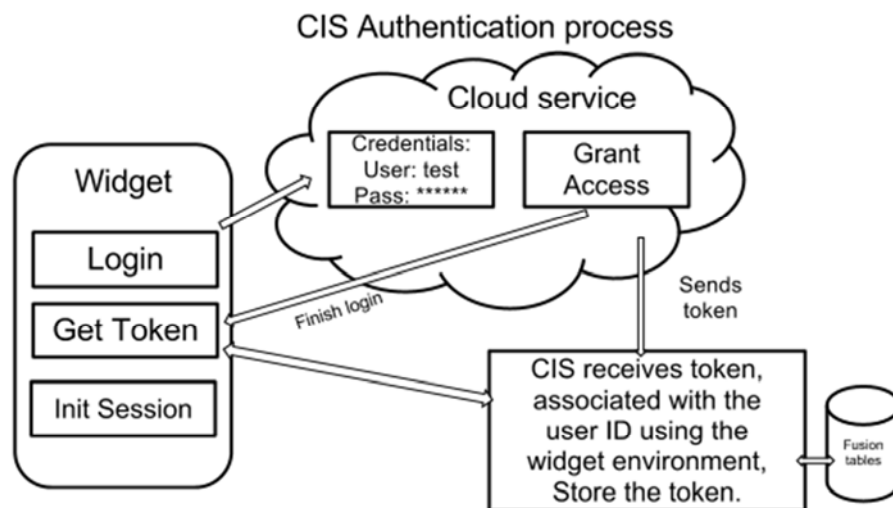 CIS Authentication process
Cloud service
Credentials:
User: test
Pass: ******
Grant
Access
Widget
Login
Get Token
Init Session
Finish login
Sends
token
CIS receives token,
associated with the
user ID using the
widget environment,
Store the token.
Fusion
tables